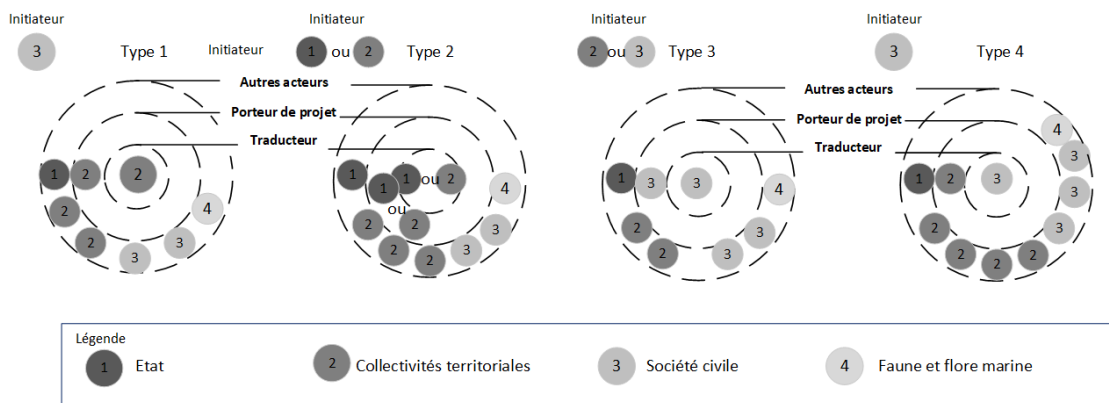 Initiateur
3
Type 1
Initiateur
Initiateur
1 ou 2
Type 2
Initiateur
2 ou 3
Type 3
Initiateur
3
Type 4
Autres acteurs
Porteur de projet
Traducteur
Autres acteurs
Porteur de projet
Traducteur
1 2 2
2 4
2 3
3
1 1 ou 2 4
1
ou
2 2 3
2 2 3
1 3 3 4
2 3
2 3
1 2 3 3
4
3
2 3
2 2 2
Légende
1 Etat
2 Collectivités territoriales
3 Société civile
4 Faune et flore marine